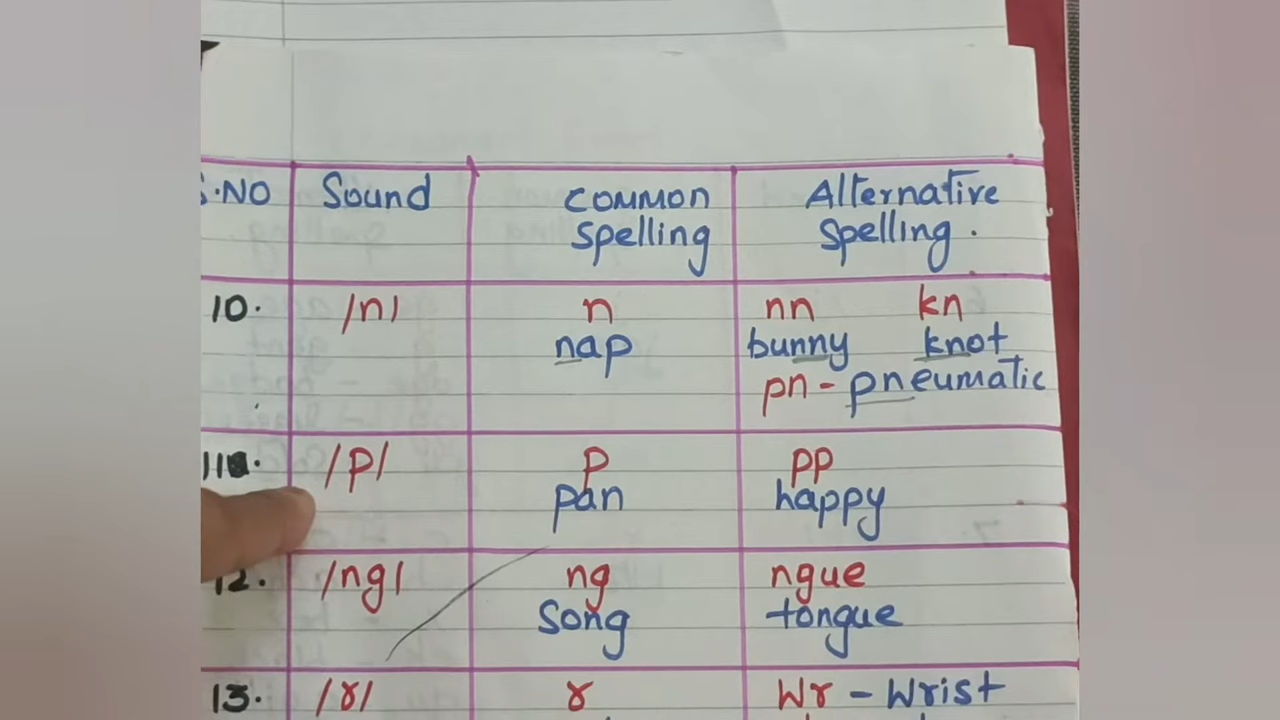 S.NO Sound Common Spelling Alternative Spelling.
10. /n/ n nn kn
nap bunny knot
pn - pneumatic
11. /p/ p pp
pan happy
12. /ng/ ng ngue
Song tongue
13. /r/ r wr - wrist